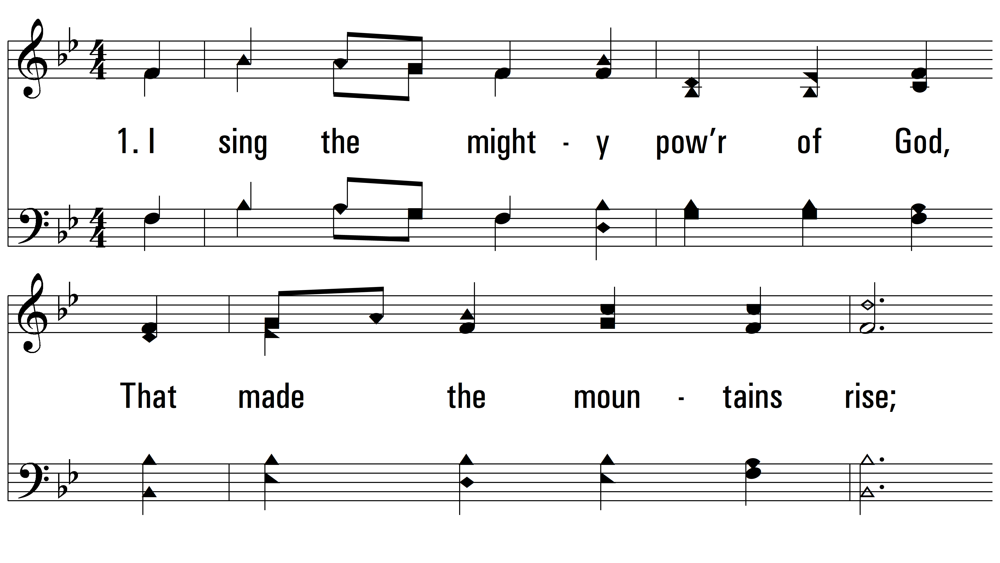 1. I sing the might - y pow’r of God,
That made the moun - tains rise;